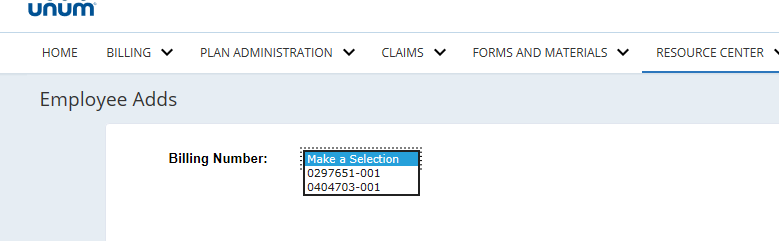 unum
HOME BILLING PLAN ADMINISTRATION CLAIMS FORMS AND MATERIALS RESOURCE CENTER
Employee Adds
Billing Number: Make a Selection
0297651-001
0404703-001